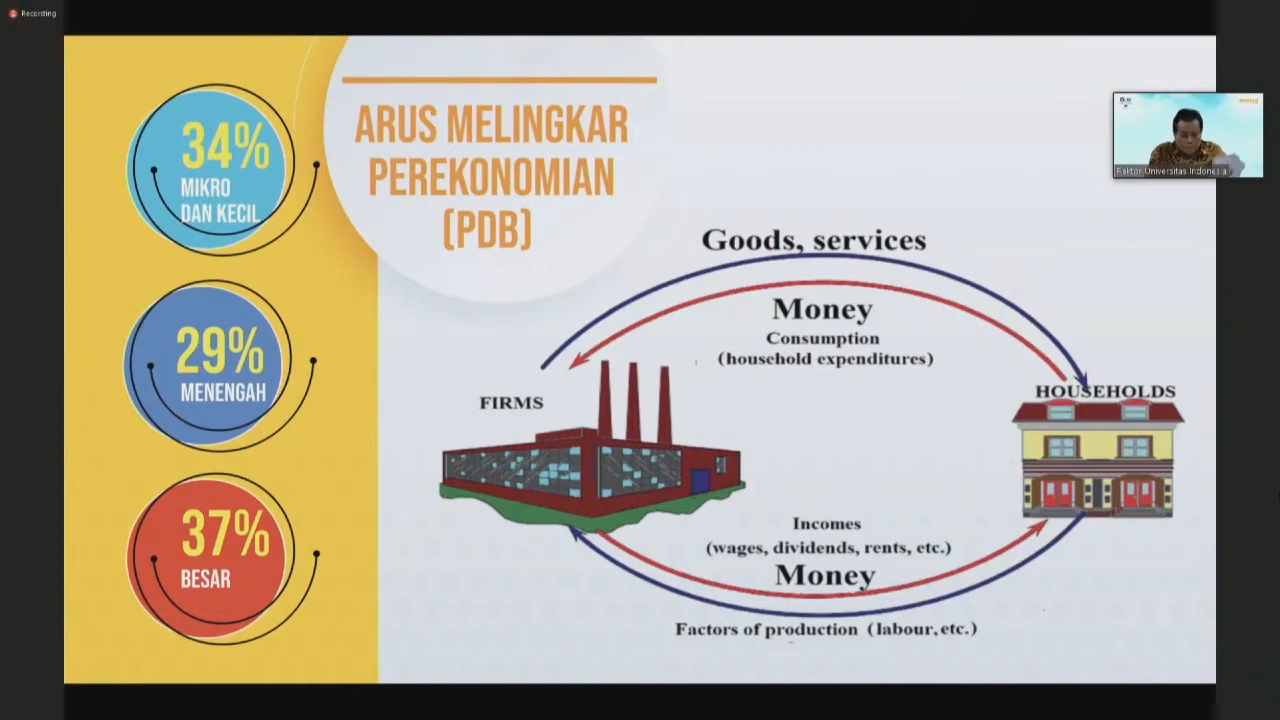 Recording
34%
MIKRO
DAN KECIL
29%
MENENGAH
37%
BESAR
ARUS MELINGKAR
PEREKONOMIAN
(PDB)
Goods, services
Money
Consumption
(household expenditures)
FIRMS
HOUSEHOLDS
Incomes
(wages, dividends, rents, etc.)
Money
Factors of production (labour, etc.)
Rektor Universitas Indonesia